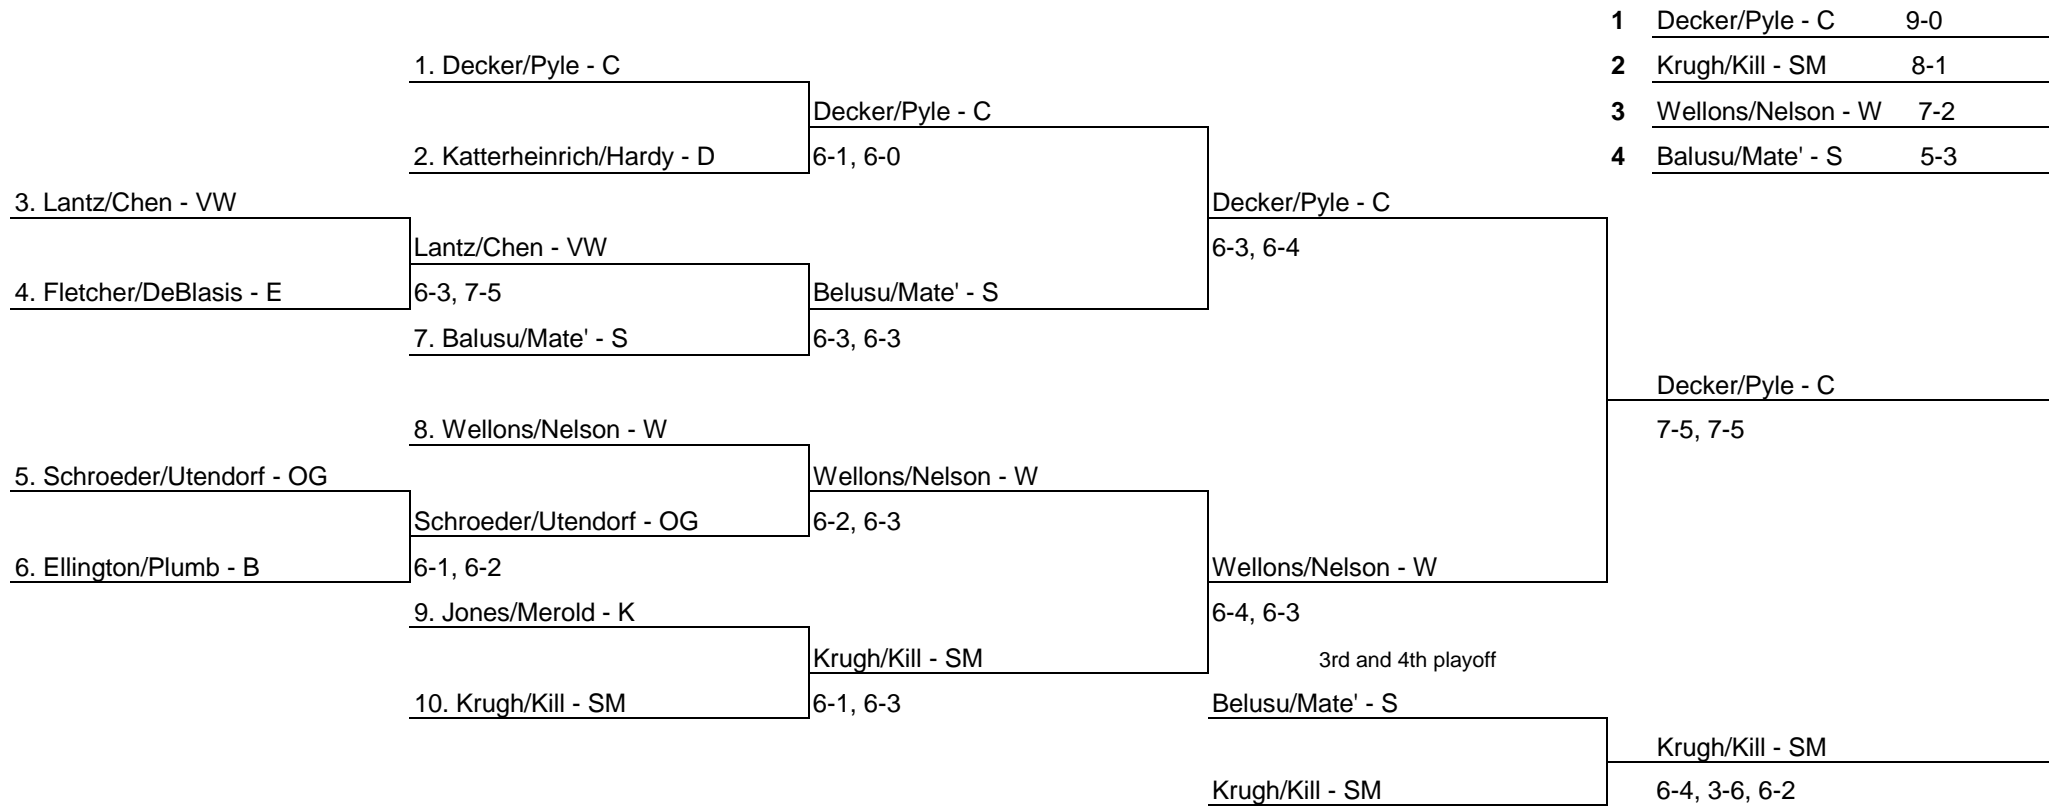 1 Decker/Pyle - C 9-0
1. Decker/Pyle - C
2 Krugh/Kill - SM 8-1
Decker/Pyle - C
3 Wellons/Nelson - W 7-2
2. Katterheinrich/Hardy - D
6-1, 6-0
4 Balusu/Mate' - S 5-3
3. Lantz/Chen - VW
Decker/Pyle - C
Lantz/Chen - VW
6-3, 6-4
4. Fletcher/DeBlasis - E
6-3, 7-5
Belusu/Mate' - S
7. Balusu/Mate' - S
6-3, 6-3
Decker/Pyle - C
8. Wellons/Nelson - W
7-5, 7-5
5. Schroeder/Utendorf - OG
Wellons/Nelson - W
Schroeder/Utendorf - OG
6-2, 6-3
6. Ellington/Plumb - B
6-1, 6-2
Wellons/Nelson - W
9. Jones/Merold - K
6-4, 6-3
Krugh/Kill - SM
3rd and 4th playoff
10. Krugh/Kill - SM
6-1, 6-3
Belusu/Mate' - S
Krugh/Kill - SM
Krugh/Kill - SM
6-4, 3-6, 6-2